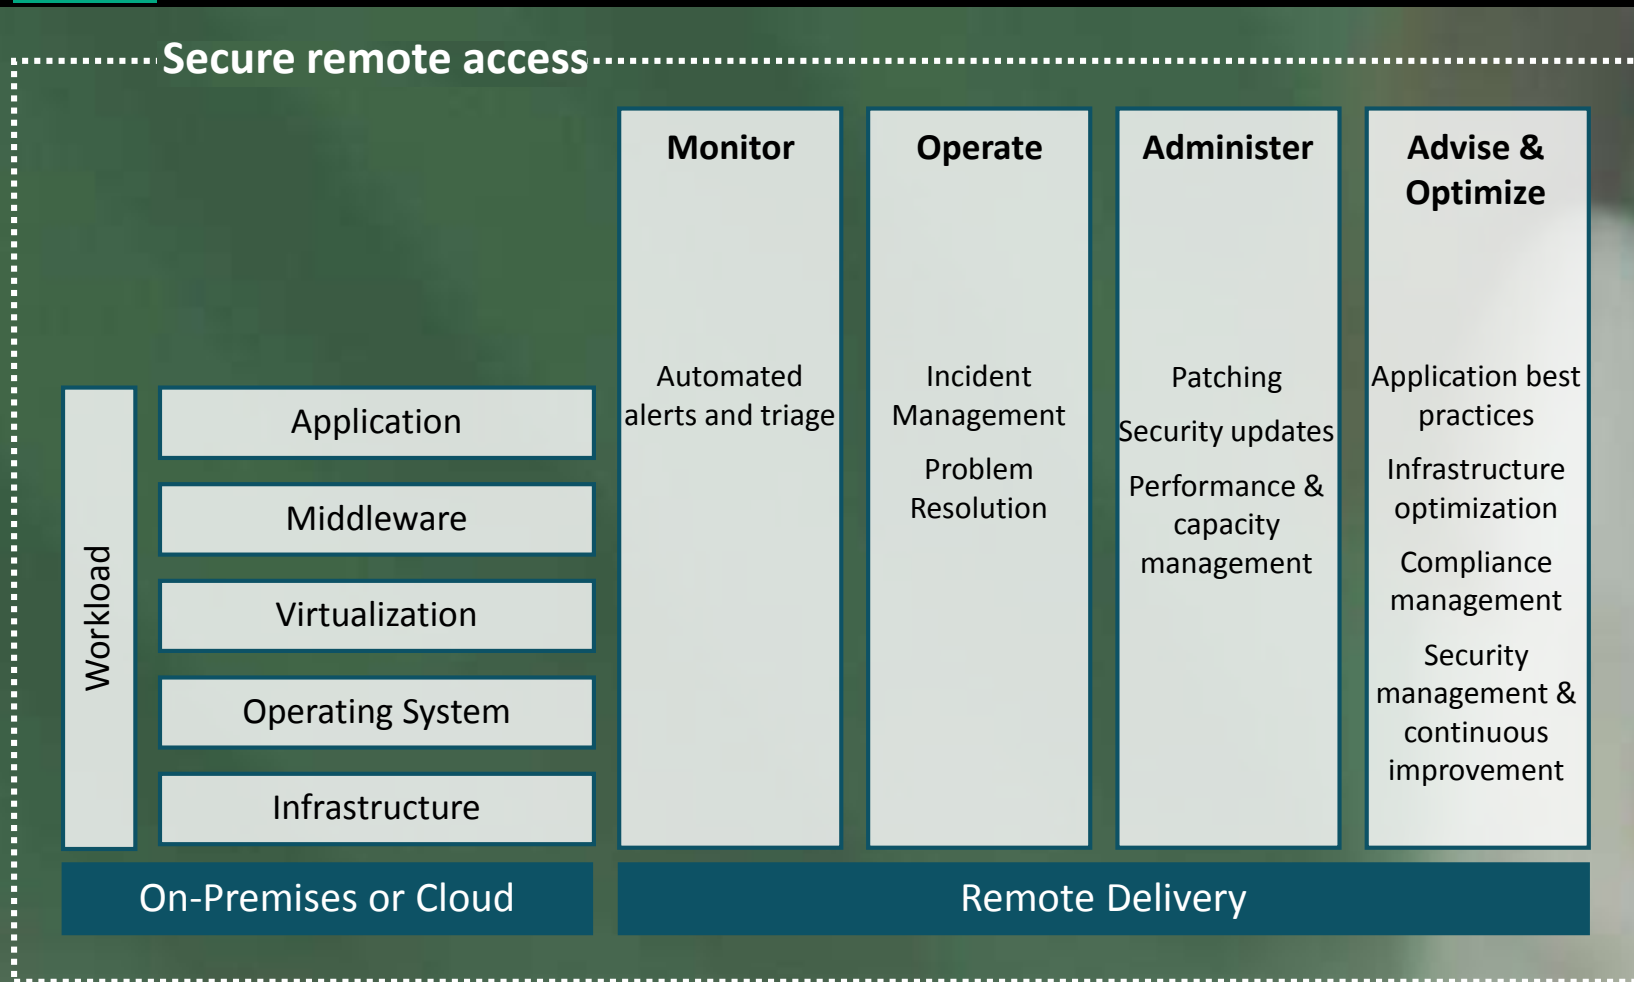 Secure remote access
Monitor
Automated
alerts and triage
Operate
Incident
Management
Problem
Resolution
Administer
Patching
Security updates
Performance &
capacity
management
Advise &
Optimize
Application best
practices
Infrastructure
optimization
Compliance
management
Security
management &
continuous
improvement
Workload
Application
Middleware
Virtualization
Operating System
Infrastructure
On-Premises or Cloud
Remote Delivery